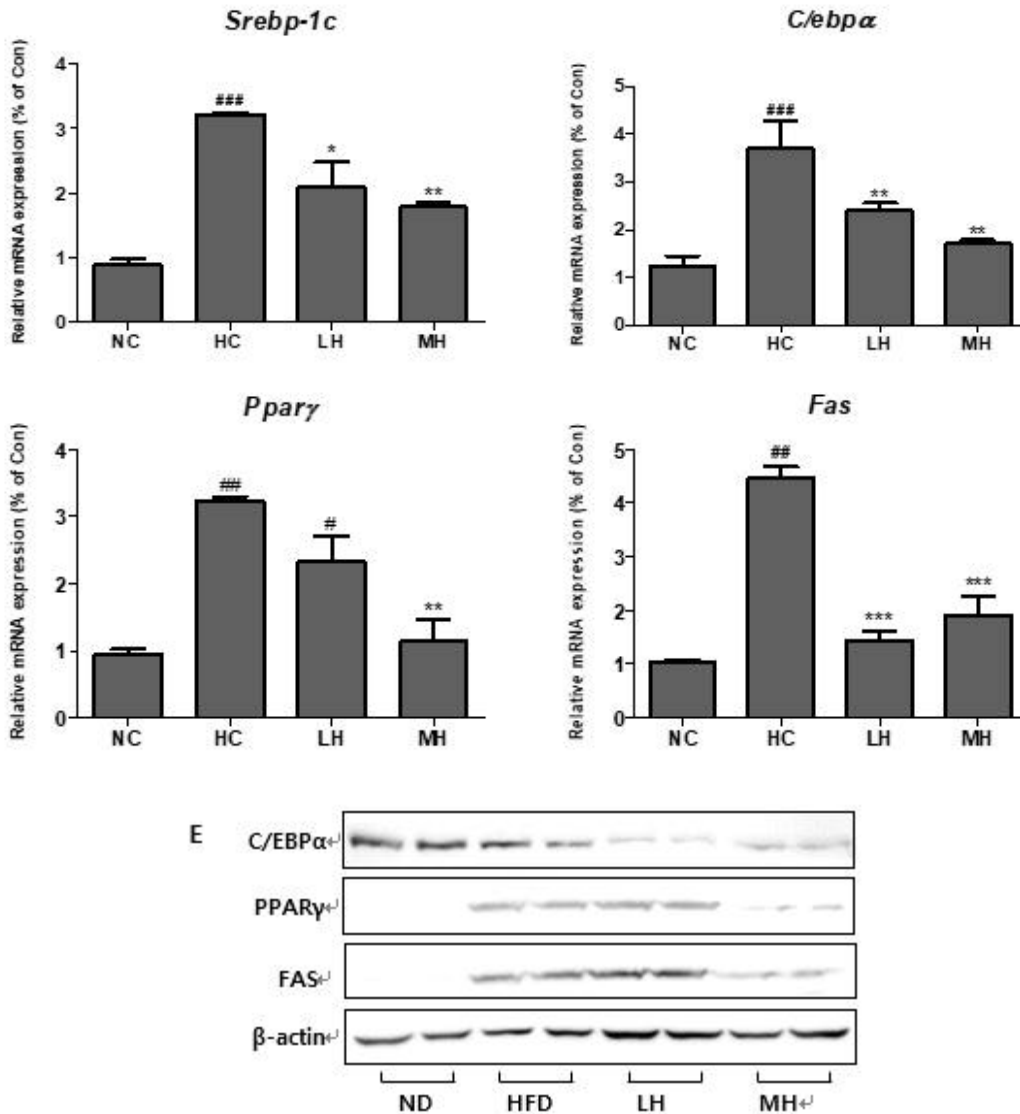 Srebp-1c
Relative mRNA expression (% of Con)
4
3
2
1
0
###
*
**
NC HC LH MH
C/ebpα
Relative mRNA expression (% of Con)
5
4
3
2
1
0
###
**
**
NC HC LH MH
Pparγ
Relative mRNA expression (% of Con)
4
3
2
1
0
##
#
**
NC HC LH MH
Fas
Relative mRNA expression (% of Con)
5
4
2
1
0
##
***
***
NC HC LH MH
E
C/EBPα↵
PPARγ↵
FAS↵
β-actin↵
ND HFD LH MH↵